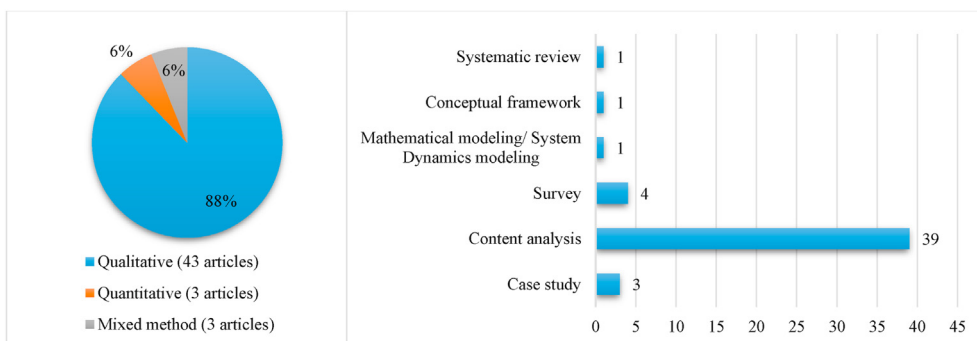 6%
6%
88%
Qualitative (43 articles)
Quantitative (3 articles)
Mixed method (3 articles)
Systematic review 1
Conceptual framework 1
Mathematical modeling/ System
Dynamics modeling 1
Survey 4
Content analysis 39
Case study 3
0 5 10 15 20 25 30 35 40 45